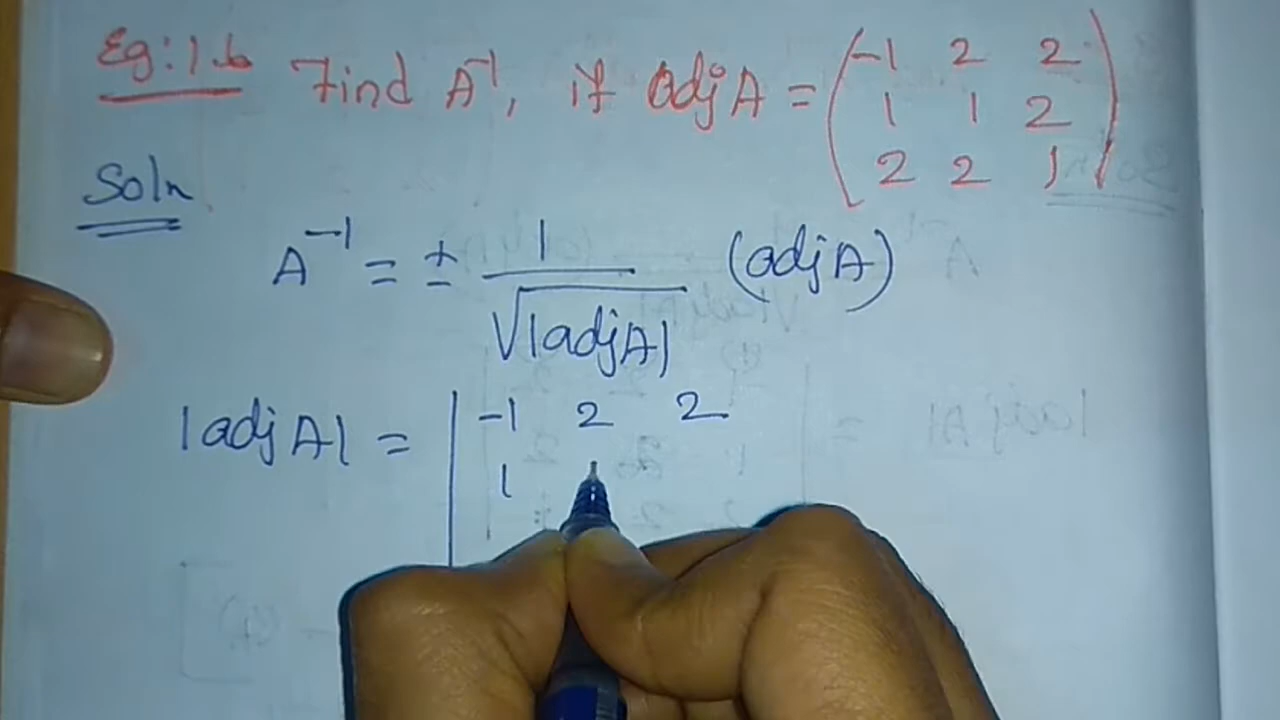 Eg: 1.6 Find A⁻¹, if adj A = (-1 2 2
1 1 2
2 2 1)
Soln
A⁻¹ = ± 1/√|adj A| (adj A)
|adj A| = | -1 2 2
1